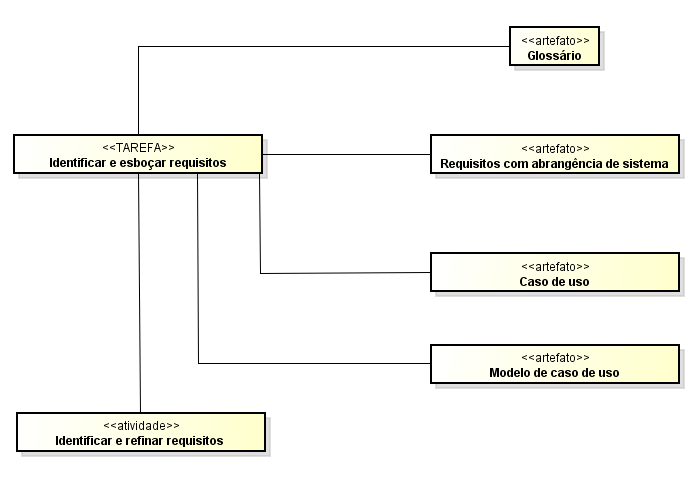 <<artefato>>
Glossário
<<TAREFA>>
Identificar e esboçar requisitos
<<artefato>>
Requisitos com abrangência de sistema
<<artefato>>
Caso de uso
<<artefato>>
Modelo de caso de uso
<<atividade>>
Identificar e refinar requisitos